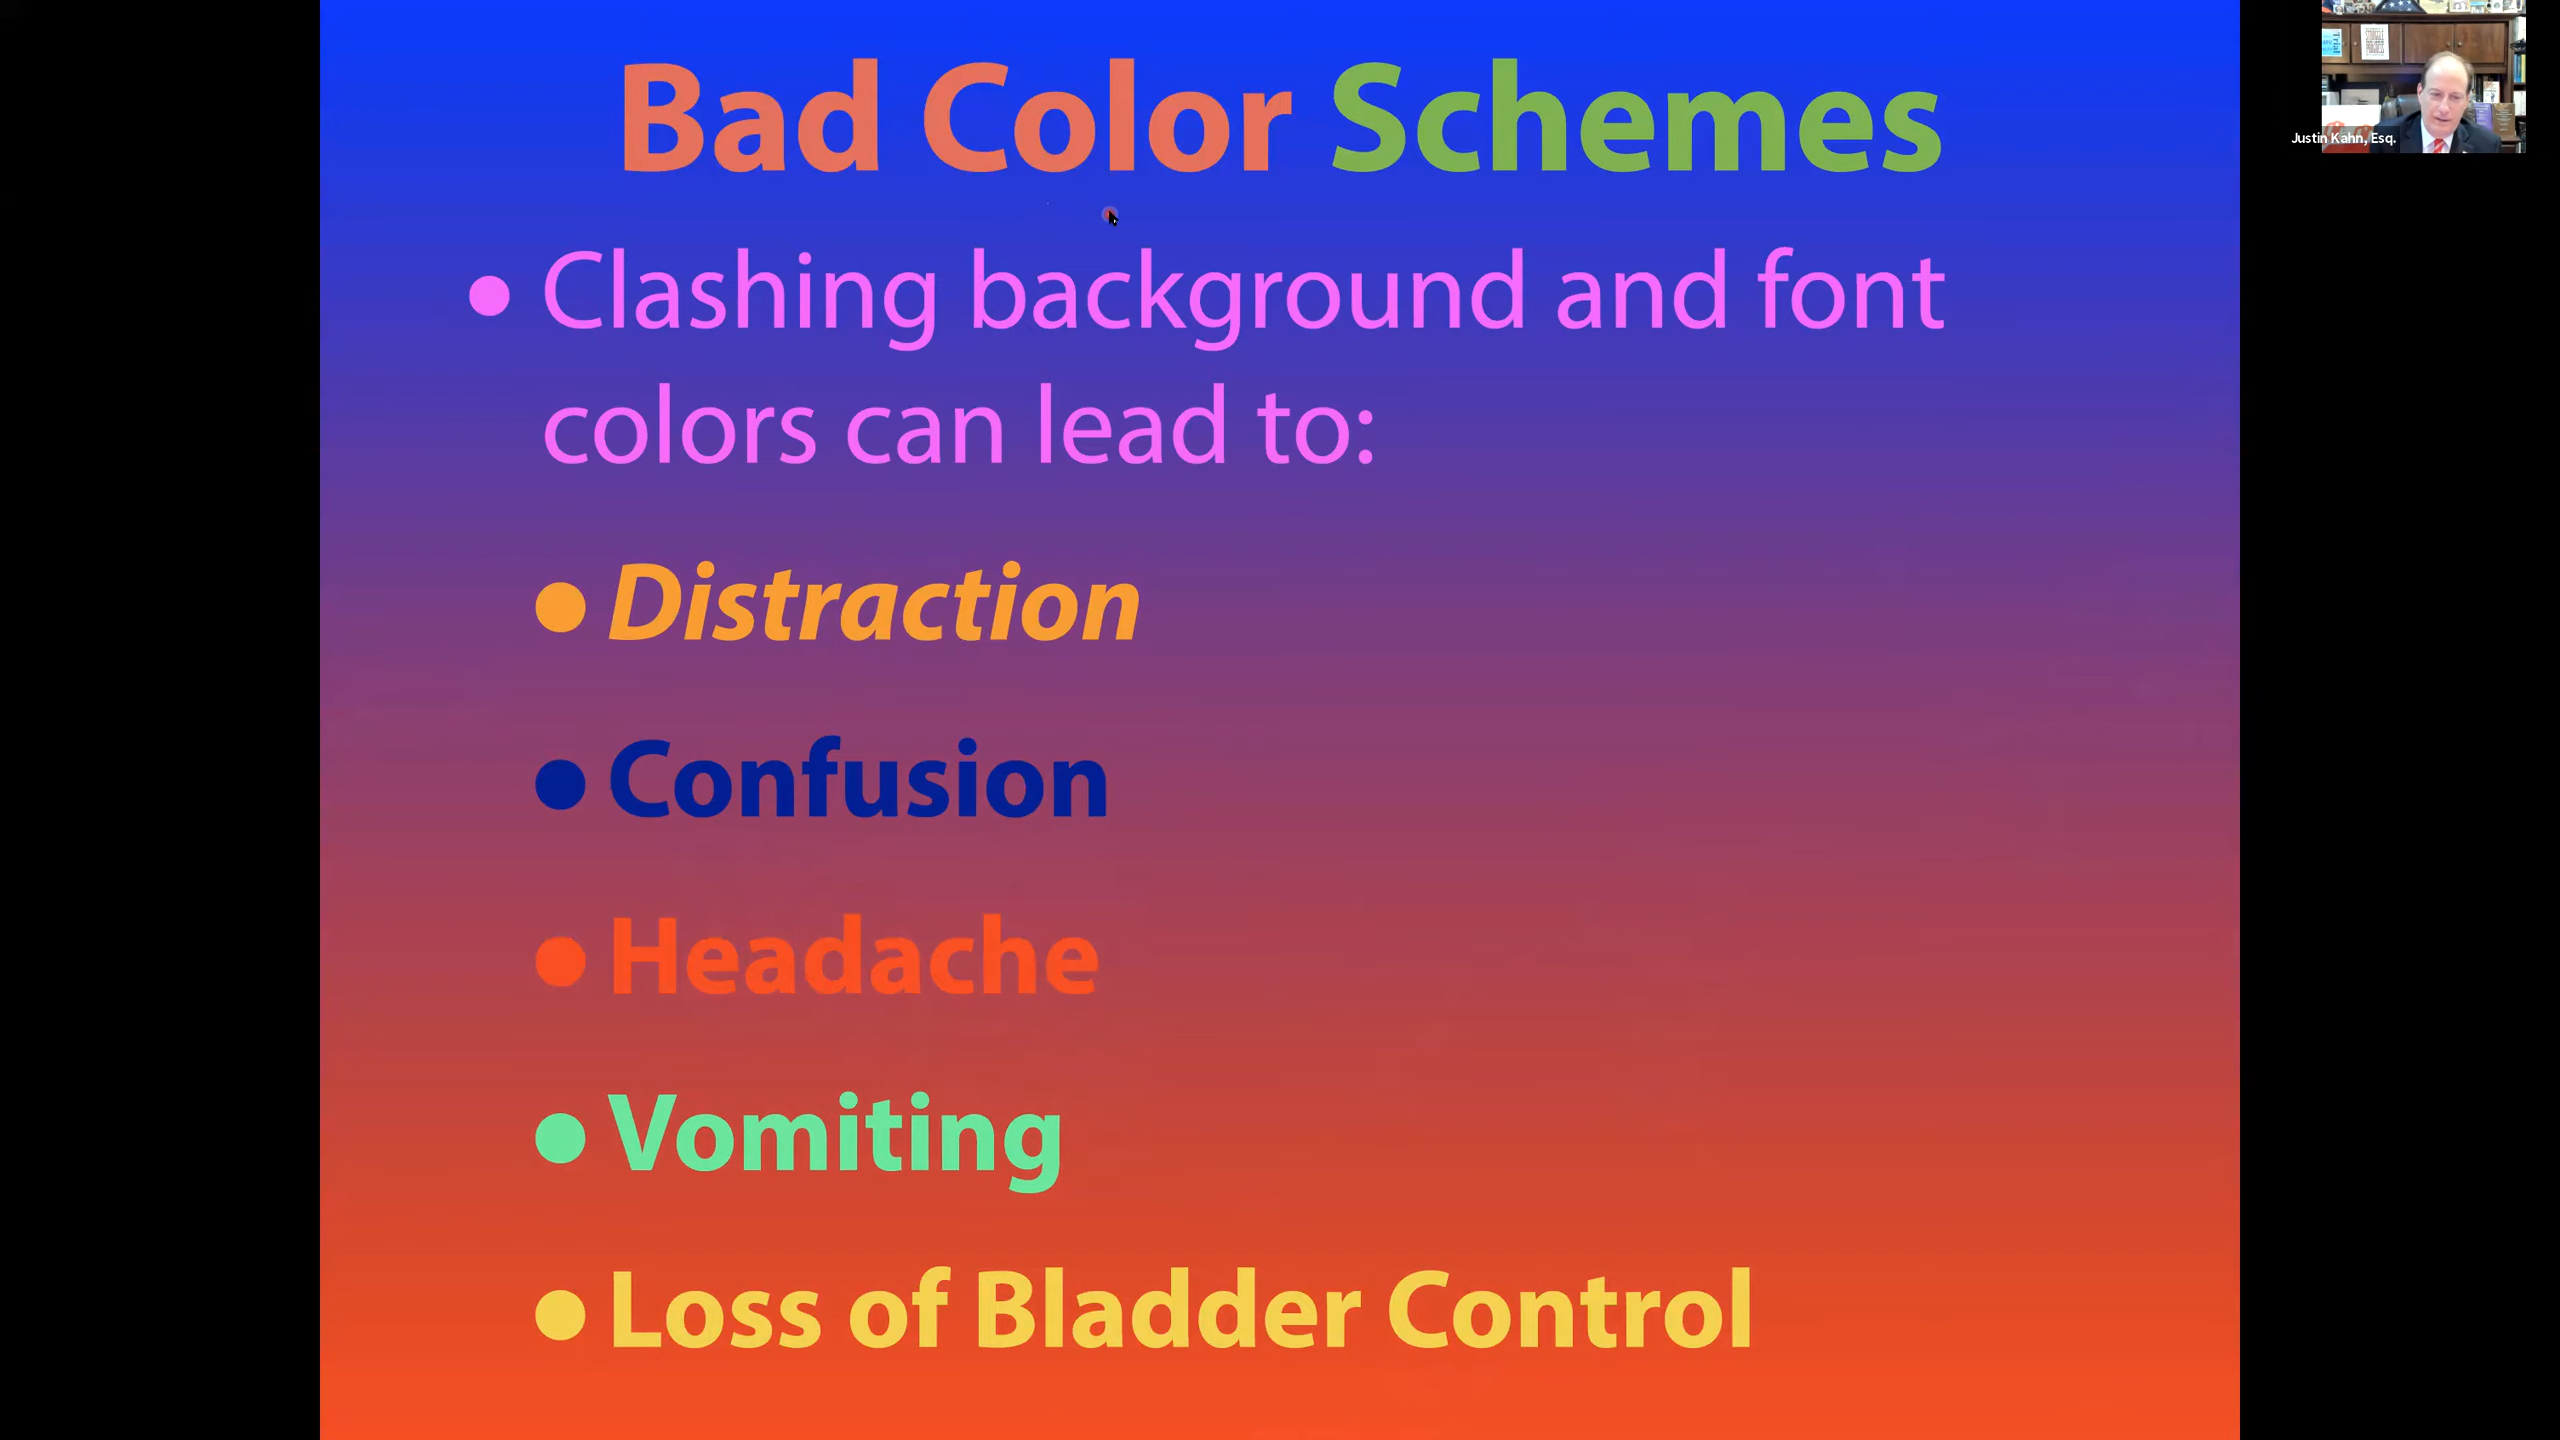 Bad Color Schemes
• Clashing background and font
colors can lead to:
• Distraction
• Confusion
• Headache
• Vomiting
• Loss of Bladder Control
Justin Kahn, Esq.